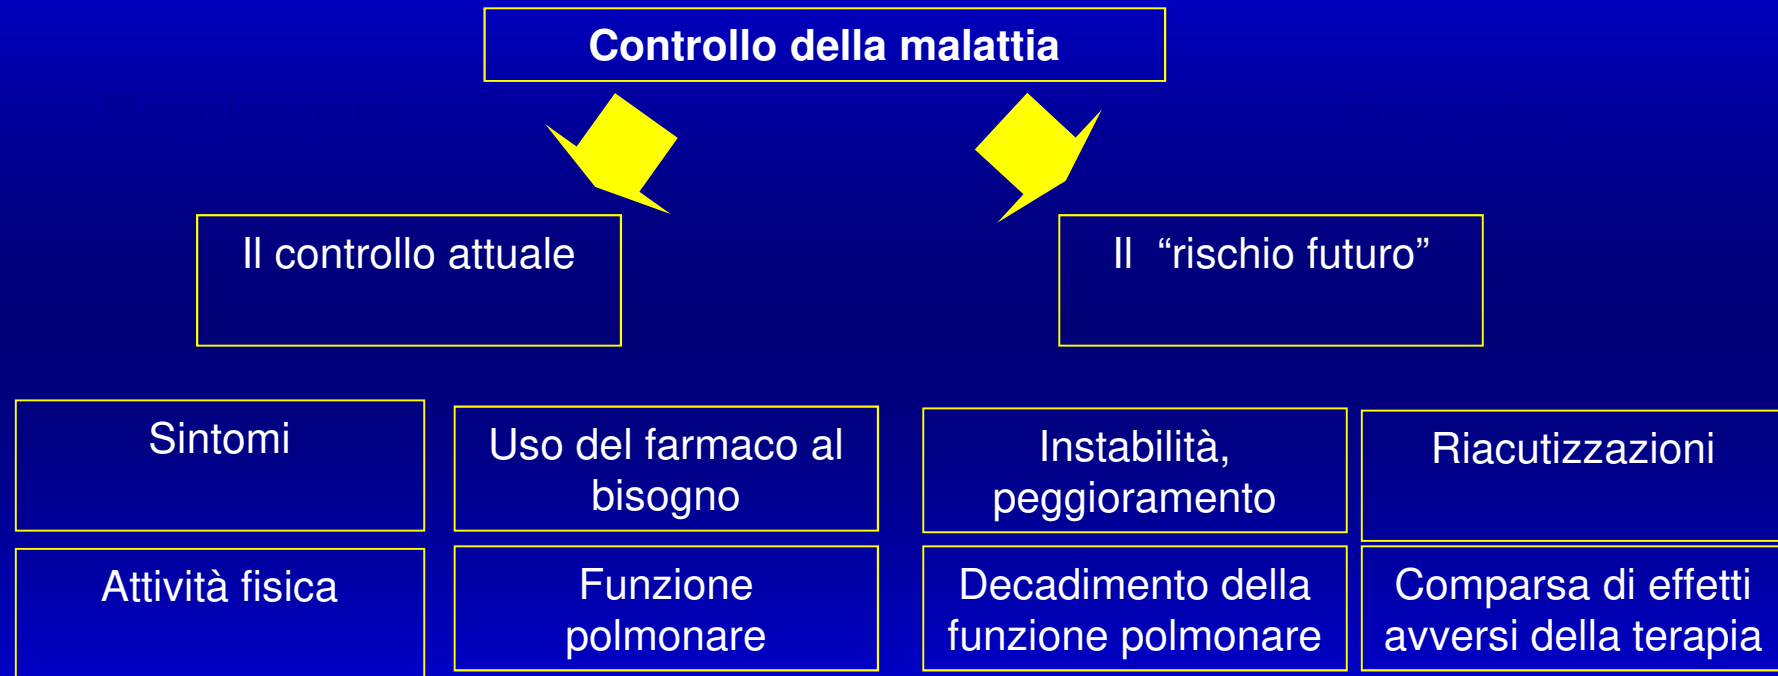 Controllo della malattia
Il controllo attuale
Il “rischio futuro”
Sintomi
Uso del farmaco al
bisogno
Instabilità,
peggioramento
Riacutizzazioni
Attività fisica
Funzione
polmonare
Decadimento della
funzione polmonare
Comparsa di effetti
avversi della terapia